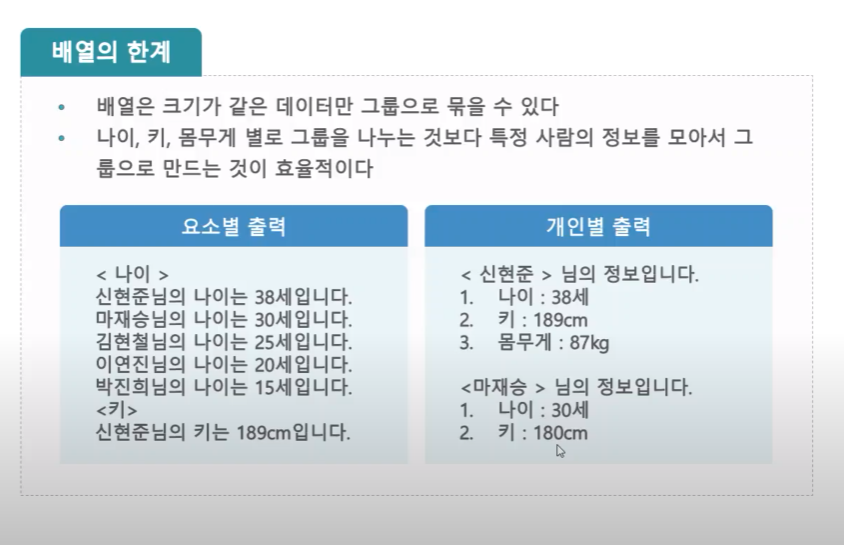 배열의 한계
• 배열은 크기가 같은 데이터만 그룹으로 묶을 수 있다
• 나이, 키, 몸무게 별로 그룹을 나누는 것보다 특정 사람의 정보를 모아서 그
룹으로 만드는 것이 효율적이다
요소별 출력
< 나이 >
신현준님의 나이는 38세입니다.
마재승님의 나이는 30세입니다.
김현철님의 나이는 25세입니다.
이연진님의 나이는 20세입니다.
박진희님의 나이는 15세입니다.
<키>
신현준님의 키는 189cm입니다.
개인별 출력
< 신현준 > 님의 정보입니다.
1. 나이 : 38세
2. 키 : 189cm
3. 몸무게 : 87kg
<마재승 > 님의 정보입니다.
1. 나이 : 30세
2. 키 : 180cm